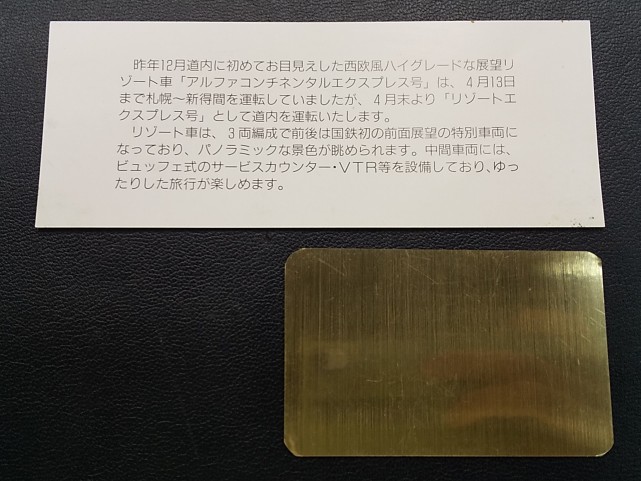 昨年12月道内に初めてお目見えした西欧風ハイグレードな展望リ
ゾート車「アルファコンチネンタルエクスプレス号」は、4月13日
まで札幌～新得間を運転していましたが、4月末より「リゾートエ
クスプレス号」として道内を運転いたします。
リゾート車は、3両編成で前後は国鉄初の前面展望の特別車両に
なっており、パノラミックな景色が眺められます。中間車両には、
ビュッフェ式のサービスカウンター・VTR等を設備しており、ゆっ
たりした旅行が楽しめます。